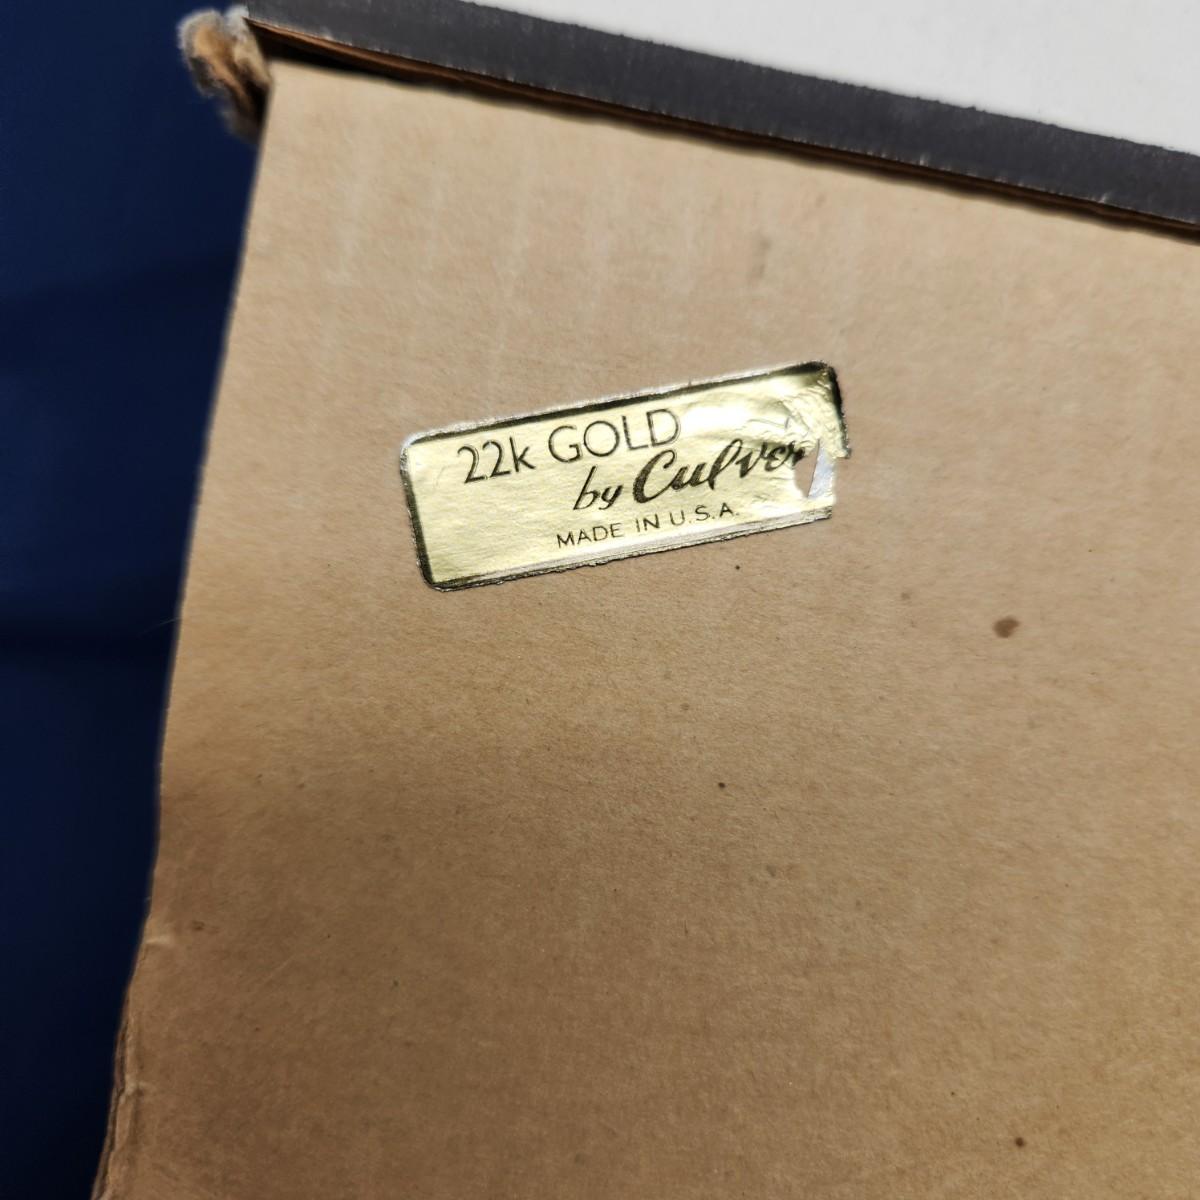 22k GOLD
by Culver
MADE IN U.S.A.